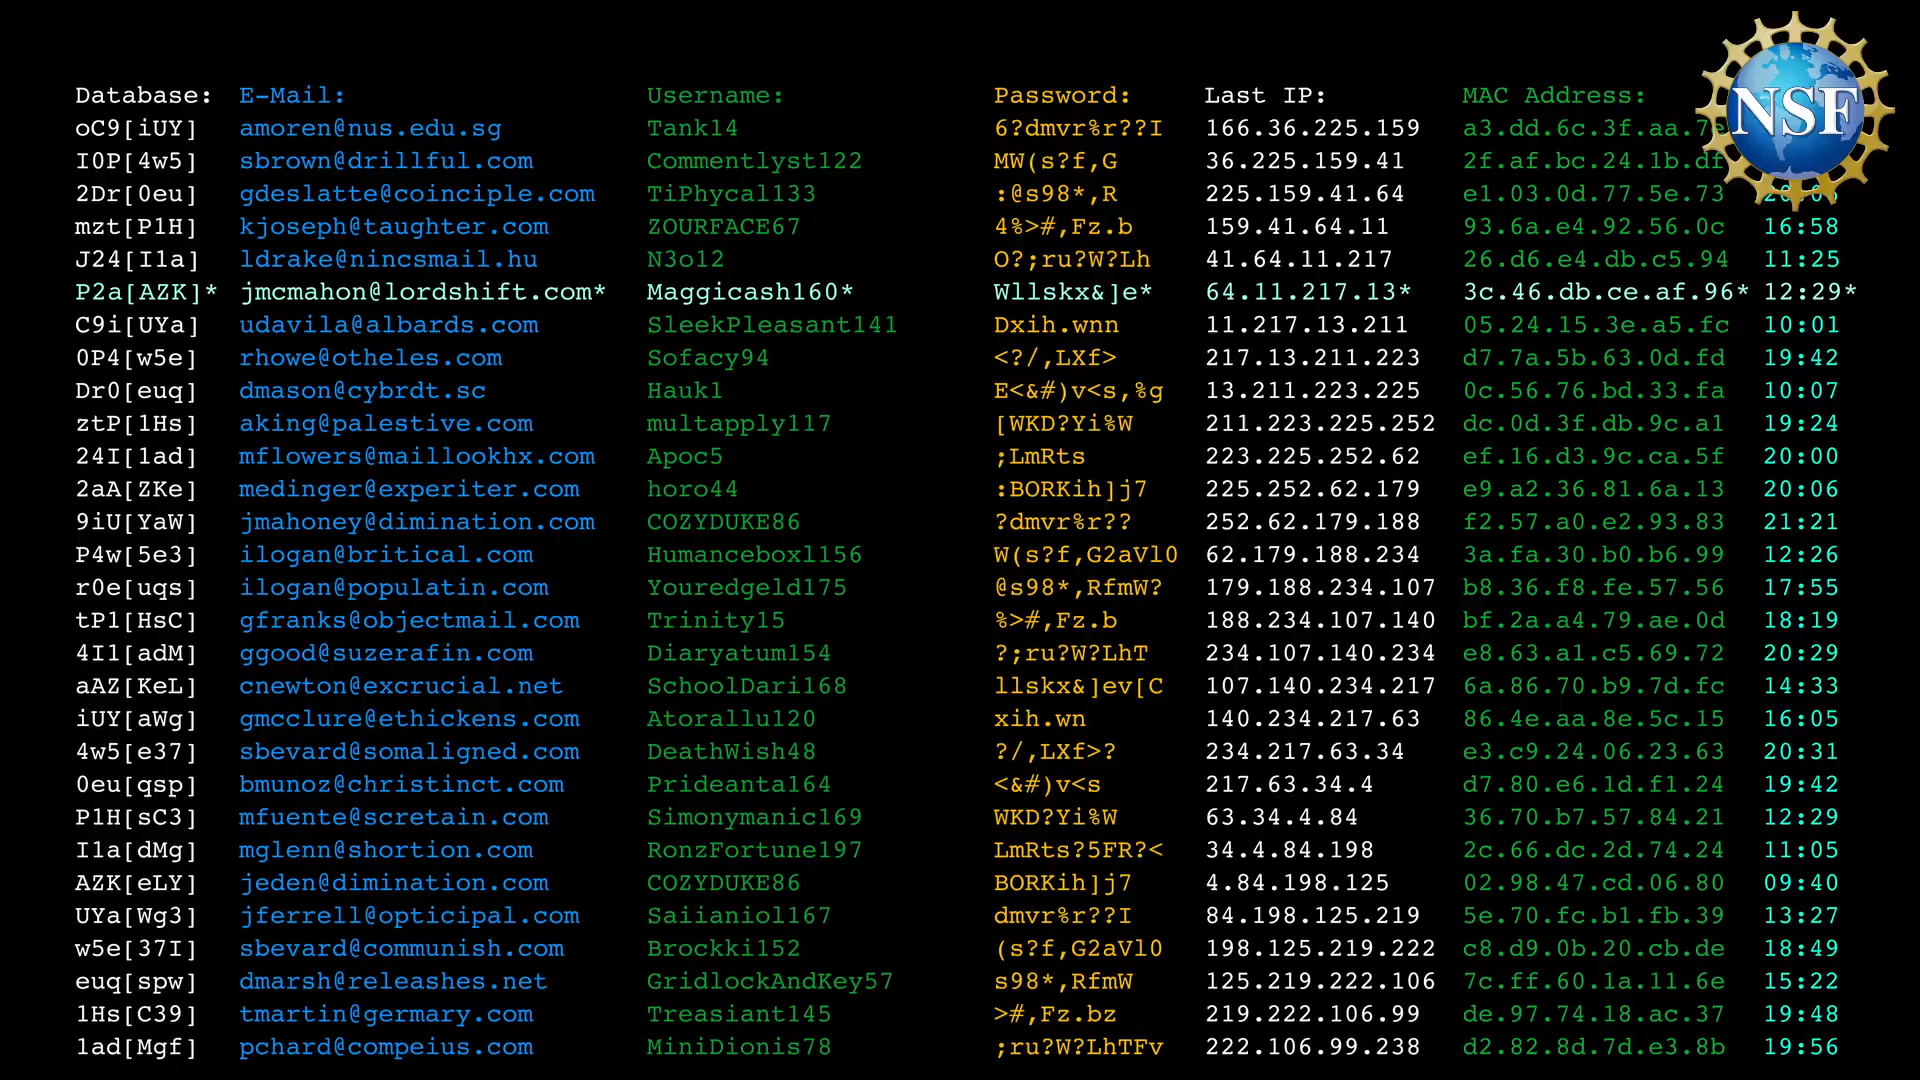 Database: E-Mail: Username: Password: Last IP: MAC Address:
NSF
oC9[iUY] amoren@nus.edu.sg Tank14 6?dmvr%r??I 166.36.225.159 a3.dd.6c.3f.aa.7e
I0P[4w5] sbrown@drillful.com Commentlyst122 MW(s?f,G 36.225.159.41 2f.af.bc.24.1b.df
2Dr[0eu] gdeslatte@coinciple.com TiPhycal133 :@s98*,R 225.159.41.64 e1.03.0d.77.5e.73
mzt[P1H] kjoseph@taughter.com ZOURFACE67 4%>#,Fz.b 159.41.64.11 93.6a.e4.92.56.0c 16:58
J24[I1a] ldrake@nincsmail.hu N3o12 O?;ru?W?Lh 41.64.11.217 26.d6.e4.db.c5.94 11:25
P2a[AZK]* jmcmahon@lordshift.com* Maggicash160* Wllskx&]e* 64.11.217.13* 3c.46.db.ce.af.96* 12:29*
C9i[UYa] udavila@albards.com SleekPleasant141 Dxih.wnn 11.217.13.211 05.24.15.3e.a5.fc 10:01
0P4[w5e] rhowe@otheles.com Sofacy94 <?/,LXf> 217.13.211.223 d7.7a.5b.63.0d.fd 19:42
Dr0[euq] dmason@cybrdt.sc Hauk1 E<&#)v<s,%g 13.211.223.225 0c.56.76.bd.33.fa 10:07
ztP[1Hs] aking@palestive.com multapply117 [WKD?Yi%W 211.223.225.252 dc.0d.3f.db.9c.a1 19:24
24I[1ad] mflowers@maillookhx.com Apoc5 ;LmRts 223.225.252.62 ef.16.d3.9c.ca.5f 20:00
2aA[ZKe] medinger@experiter.com horo44 :BORKih]j7 225.252.62.179 e9.a2.36.81.6a.13 20:06
9iU[YaW] jmahoney@dimination.com COZYDUKE86 ?dmvr%r?? 252.62.179.188 f2.57.a0.e2.93.83 21:21
P4w[5e3] ilogan@britical.com Humanceboxl156 W(s?f,G2aVl0 62.179.188.234 3a.fa.30.b0.b6.99 12:26
r0e[uqs] ilogan@populatin.com Youredgeld175 @s98*,RfmW? 179.188.234.107 b8.36.f8.fe.57.56 17:55
tP1[HsC] gfranks@objectmail.com Trinity15 %>#,Fz.b 188.234.107.140 bf.2a.a4.79.ae.0d 18:19
4I1[adM] ggood@suzerafin.com Diaryatum154 ?;ru?W?LhT 234.107.140.234 e8.63.a1.c5.69.72 20:29
aAZ[KeL] cnewton@excrucial.net SchoolDari168 llskx&]ev[C 107.140.234.217 6a.86.70.b9.7d.fc 14:33
iUY[aWg] gmcclure@ethickens.com Atorallu120 xih.wn 140.234.217.63 86.4e.aa.8e.5c.15 16:05
4w5[e37] sbevard@somaligned.com DeathWish48 ?/,LXf>? 234.217.63.34 e3.c9.24.06.23.63 20:31
0eu[qsp] bmunoz@christinct.com Prideanta164 <&#)v<s 217.63.34.4 d7.80.e6.1d.f1.24 19:42
P1H[sC3] mfuente@scretain.com Simonymanic169 WKD?Yi%W 63.34.4.84 36.70.b7.57.84.21 12:29
I1a[dMg] mglenn@shortion.com RonzFortune197 LmRts?5FR?< 34.4.84.198 2c.66.dc.2d.74.24 11:05
AZK[eLY] jeden@dimination.com COZYDUKE86 BORKih]j7 4.84.198.125 02.98.47.cd.06.80 09:40
UYa[Wg3] jferrell@opticipal.com Saiianiol167 dmvr%r??I 84.198.125.219 5e.70.fc.b1.fb.39 13:27
w5e[37I] sbevard@communish.com Brockki152 (s?f,G2aVl0 198.125.219.222 c8.d9.0b.20.cb.de 18:49
euq[spw] dmarsh@releashes.net GridlockAndKey57 s98*,RfmW 125.219.222.106 7c.ff.60.1a.11.6e 15:22
1Hs[C39] tmartin@germary.com Treasiant145 >#,Fz.bz 219.222.106.99 de.97.74.18.ac.37 19:48
1ad[Mgf] pchard@compeius.com MiniDionis78 ;ru?W?LhTFv 222.106.99.238 d2.82.8d.7d.e3.8b 19:56